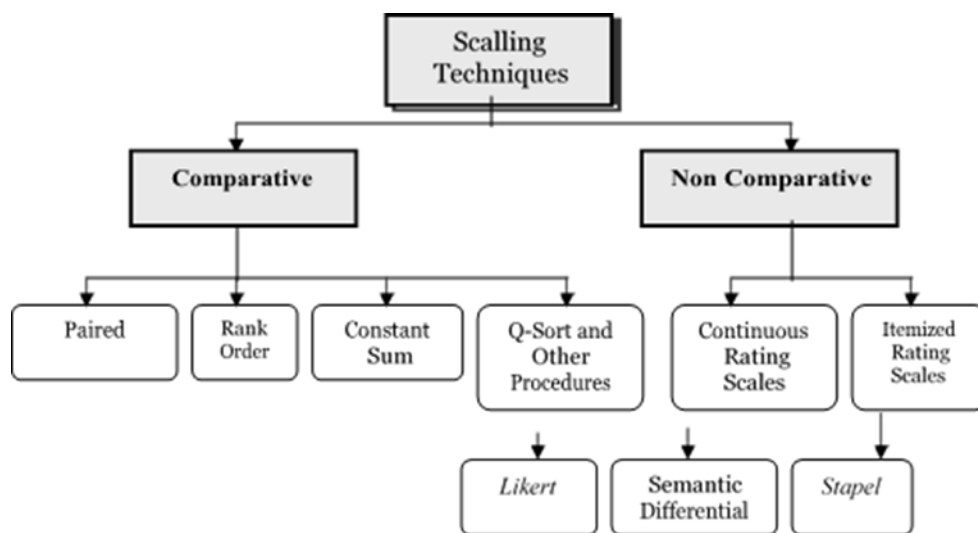 Scalling
Techniques
Comparative
Non Comparative
Paired
Rank
Order
Constant
Sum
Q-Sort and
Other
Procedures
Continuous
Rating
Scales
Itemized
Rating
Scales
Likert
Semantic
Differential
Stapel